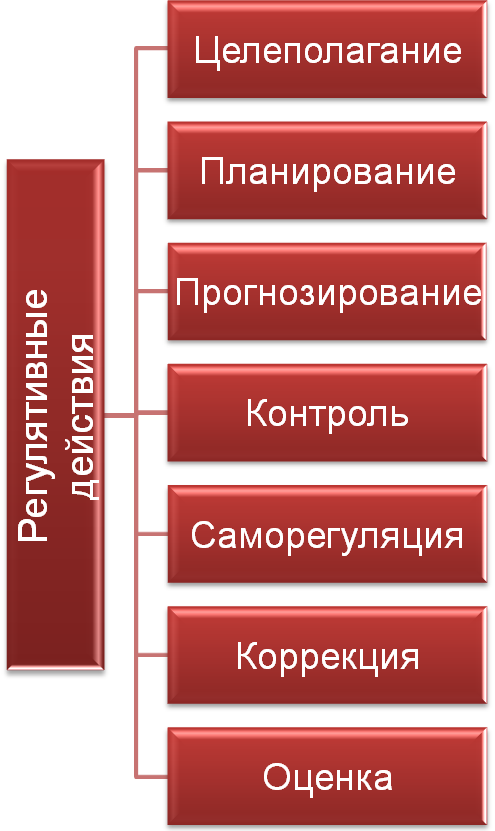 Регулятивные
действия
Целеполагание
Планирование
Прогнозирование
Контроль
Саморегуляция
Коррекция
Оценка